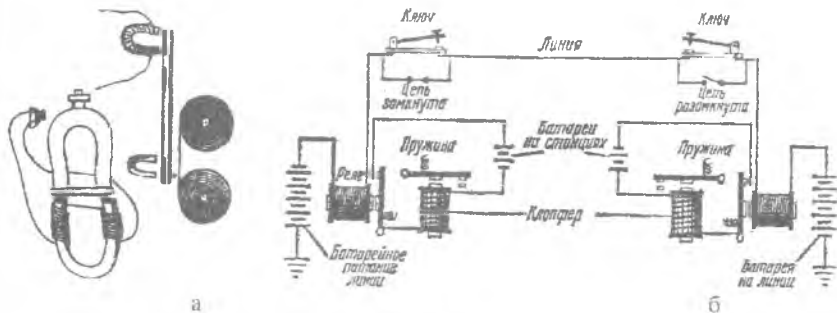 Ключ
Ключ
Линия
Цепь
замкнута
Цепь
разомкнута
Батареи
на станциях
Пружина
Пружина
Реле
Клопфер
Батарейное
питание
линии
Батарея
на линии
а
б